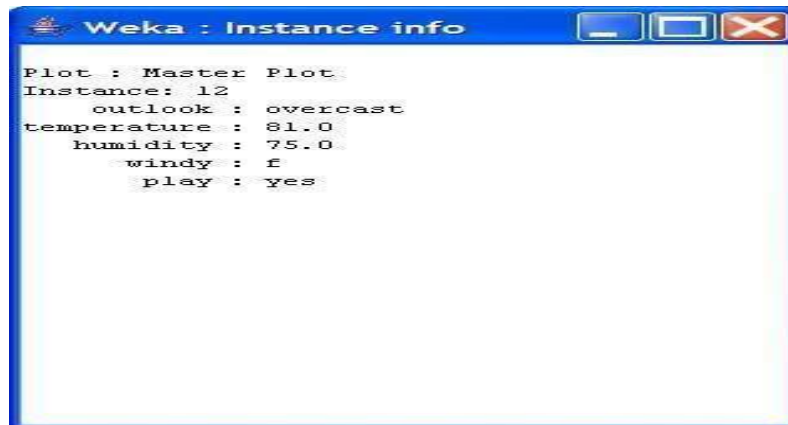 Weka : Instance info
Plot : Master Plot
Instance: 12
outlook : overcast
temperature : 81.0
humidity : 75.0
windy : f
play : yes